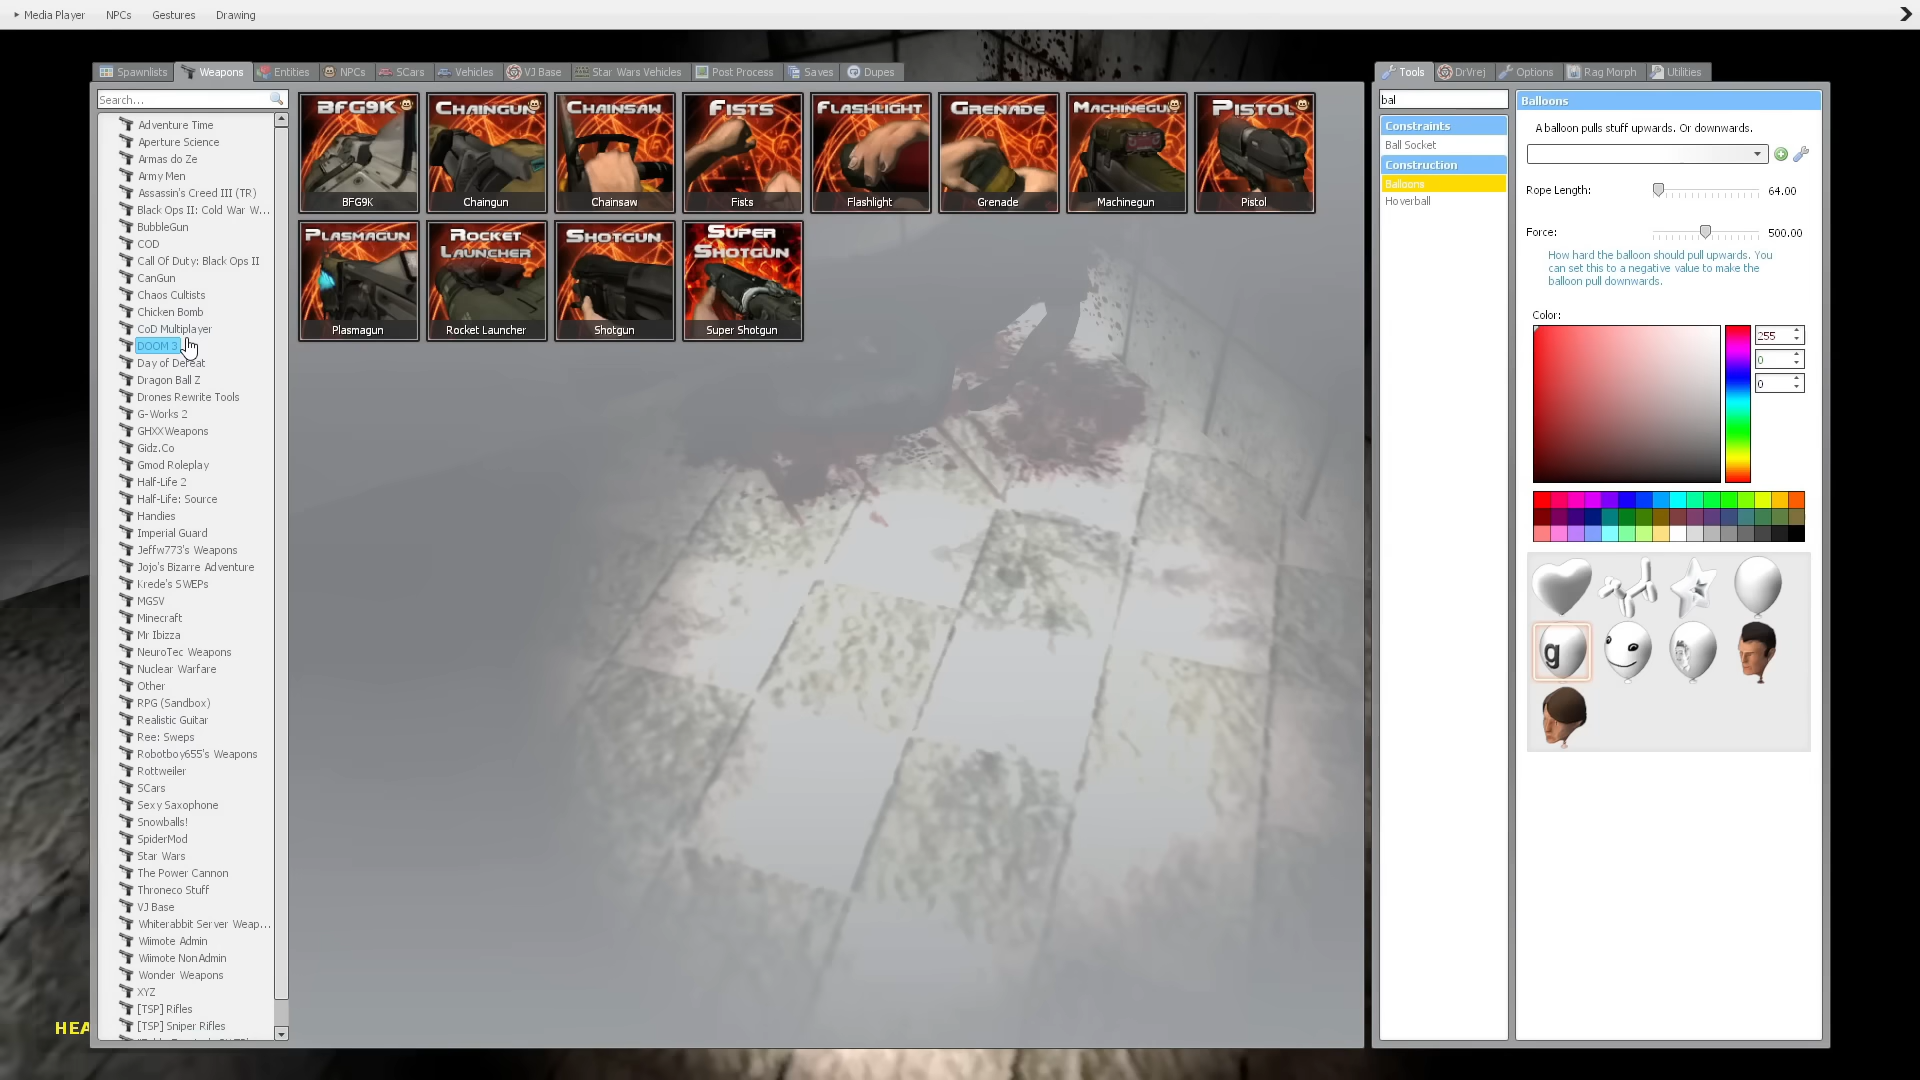 Media Player NPCs Gestures Drawing
Spawnlists Weapons Entities NPCs SCars Vehicles VJ Base Star Wars Vehicles Post Process Saves Dupes
Search...
Adventure Time
Aperture Science
Armas do Ze
Army Men
Assassin's Creed III (TR)
Black Ops II: Cold War W...
BubbleGun
COD
Call Of Duty: Black Ops II
CanGun
Chaos Cultists
Chicken Bomb
CoD Multiplayer
DOOM 3
Day of Defeat
Dragon Ball Z
Drones Rewrite Tools
G-Works 2
GHXXWeapons
Gidz.Co
Gmod Roleplay
Half-Life 2
Half-Life: Source
Handies
Imperial Guard
Jeffw773's Weapons
Jojo's Bizarre Adventure
Krede's SWEPs
MGSV
Minecraft
Mr Ibizza
NeuroTec Weapons
Nuclear Warfare
Other
RPG (Sandbox)
Realistic Guitar
Ree: Sweps
Robotboy655's Weapons
Rottweiler
SCars
Sexy Saxophone
Snowballs!
SpiderMod
Star Wars
The Power Cannon
Throneco Stuff
VJ Base
Whiterabbit Server Weap...
Wiimote Admin
Wiimote NonAdmin
Wonder Weapons
XYZ
[TSP] Rifles
[TSP] Sniper Rifles
HEA
BFG9K CHAINGUN CHAINSAW FISTS FLASHLIGHT GRENADE MACHINEGUN PISTOL
BFG9K Chaingun Chainsaw Fists Flashlight Grenade Machinegun Pistol
PLASMAGUN ROCKET LAUNCHER SHOTGUN SUPER SHOTGUN
Plasmagun Rocket Launcher Shotgun Super Shotgun
Tools DrVrej Options Rag Morph Utilities
bal
Constraints
Ball Socket
Construction
Balloons
Hoverball
Balloons
A balloon pulls stuff upwards. Or downwards.
Rope Length: 64.00
Force: 500.00
How hard the balloon should pull upwards. You
can set this to a negative value to make the
balloon pull downwards.
Color:
255
0
0
g